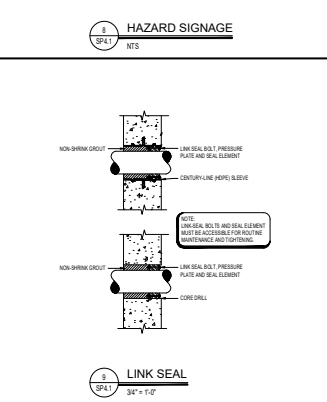 8
SP4.1
HAZARD SIGNAGE
NTS
NON-SHRINK GROUT
LINK SEAL BOLT, PRESSURE
PLATE AND SEAL ELEMENT
CENTURY-LINE (HDPE) SLEEVE
NOTE:
LINK-SEAL BOLTS AND SEAL ELEMENT
MUST BE ACCESSIBLE FOR ROUTINE
MAINTENANCE AND TIGHTENING.
NON-SHRINK GROUT
LINK SEAL BOLT, PRESSURE
PLATE AND SEAL ELEMENT
CORE DRILL
9
SP4.1
LINK SEAL
3/4" = 1'-0"